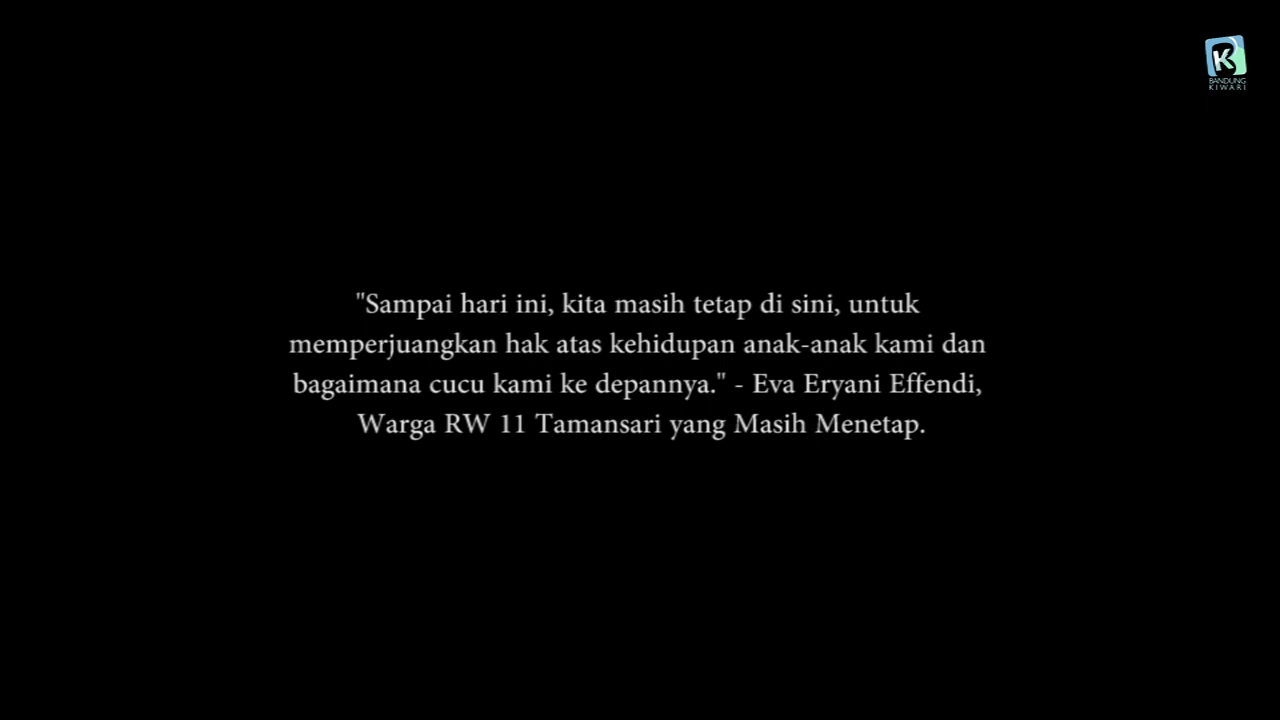 BANDUNG
KIWARI
"Sampai hari ini, kita masih tetap di sini, untuk
memperjuangkan hak atas kehidupan anak-anak kami dan
bagaimana cucu kami ke depannya." - Eva Eryani Effendi,
Warga RW 11 Tamansari yang Masih Menetap.